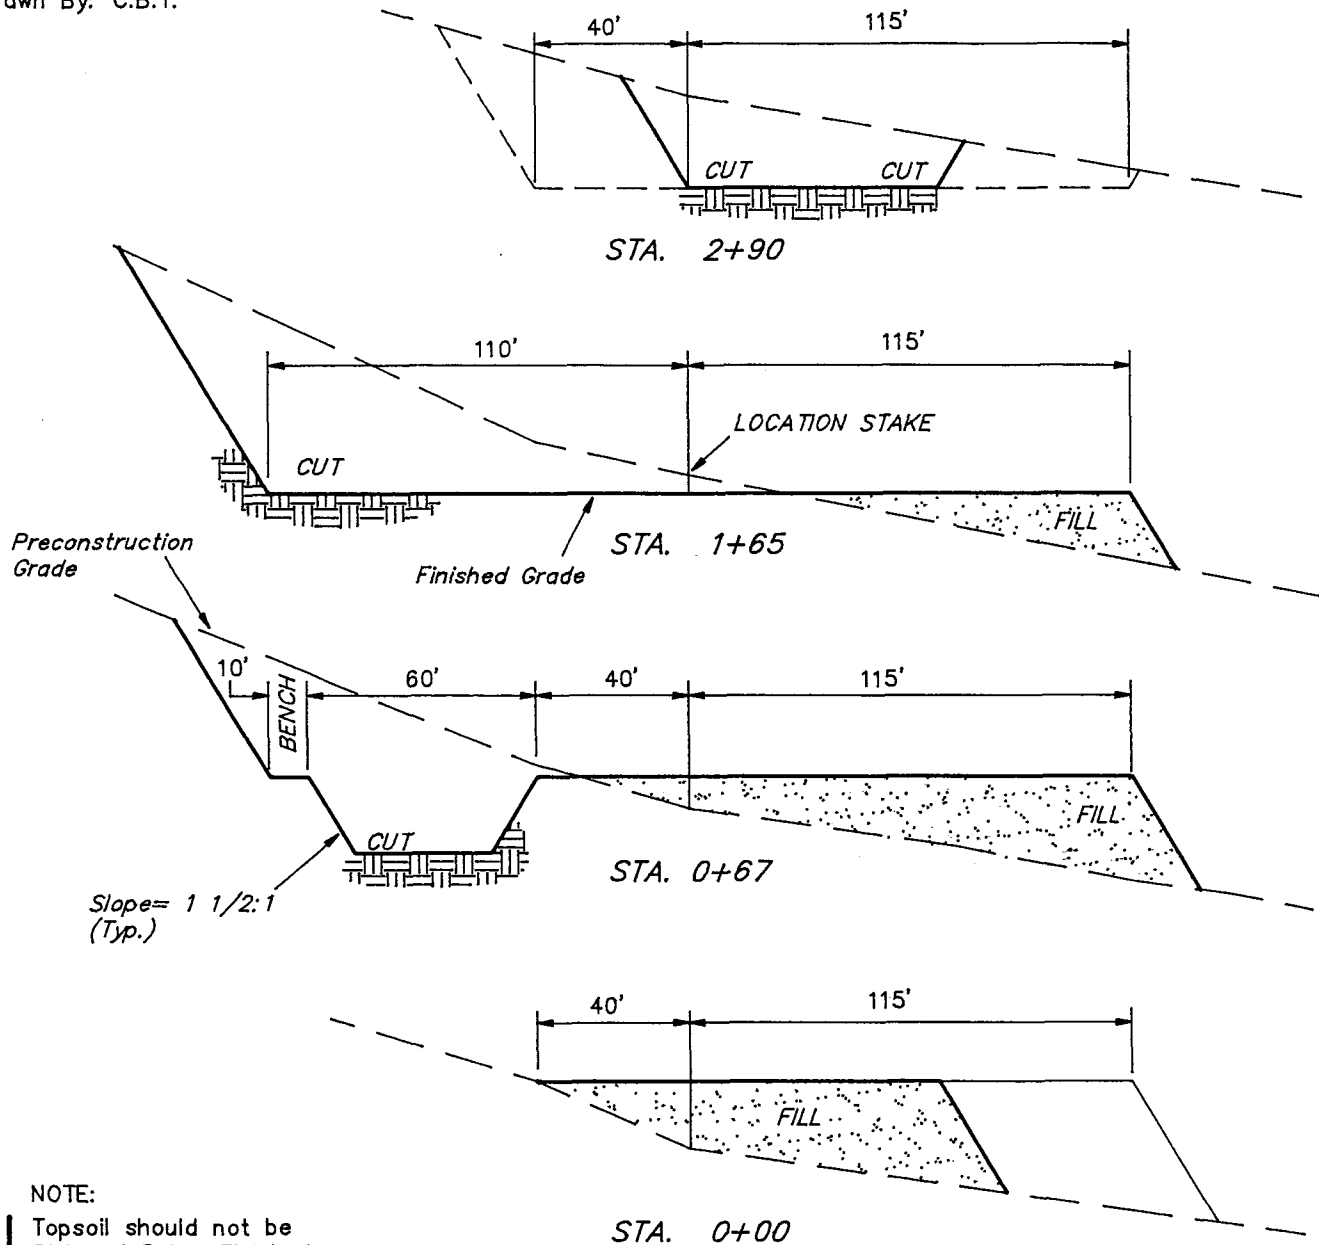 By: C.B.T.
40' 115'
CUT CUT
STA. 2+90
110' 115'
LOCATION STAKE
CUT
FILL
STA. 1+65
Preconstruction
Grade
Finished Grade
10' 60' 40' 115'
BENCH
CUT
FILL
STA. 0+67
Slope= 1 1/2:1
(Typ.)
40' 115'
FILL
NOTE:
Topsoil should not be
STA. 0+00